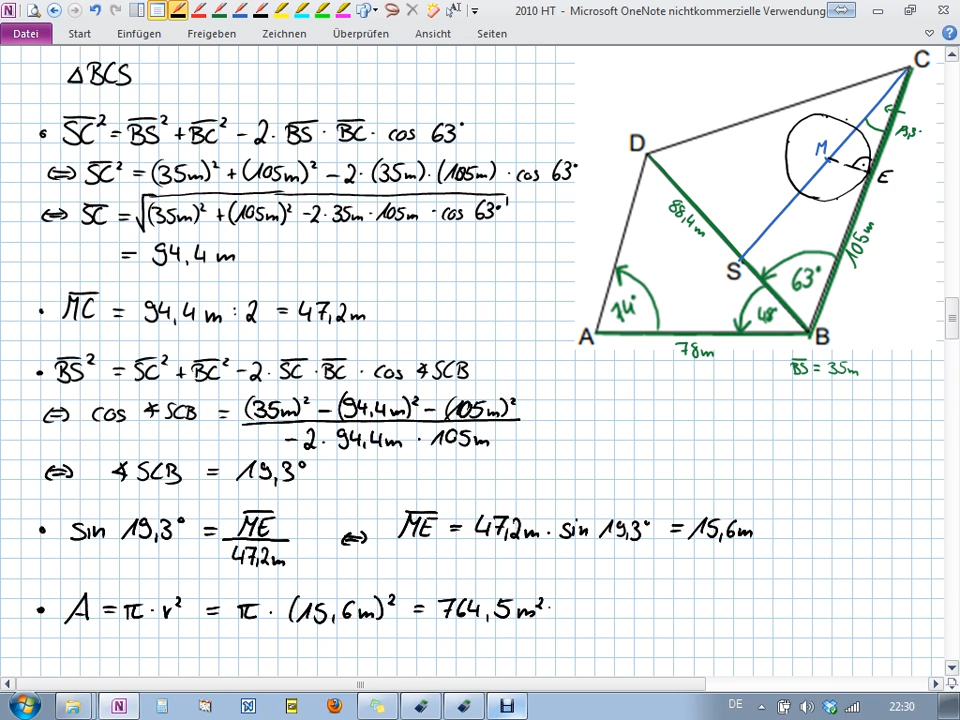 2010 HT - Microsoft OneNote nichtkommerzielle Verwendung
Datei Start Einfügen Freigeben Zeichnen Überprüfen Ansicht Seiten
△BCS
• SC² = BS² + BC² - 2 · BS · BC · cos 63°
⇔ SC² = (35m)² + (105m)² - 2 · (35m) · (105m) · cos 63°
⇔ SC = √(35m)² + (105m)² - 2 · 35m · 105m · cos 63°
= 94,4 m
• MC = 94,4 m : 2 = 47,2m
• BS² = SC² + BC² - 2 · SC · BC · cos ∢SCB
⇔ cos ∢SCB = (35m)² - (94,4m)² - (105m)² / -2 · 94,4m · 105m
⇔ ∢SCB = 19,3°
• sin 19,3° = ME / 47,2m ⇔ ME = 47,2m · sin 19,3° = 15,6m
• A = π · r² = π · (15,6m)² = 764,5m²
C
19,3°
D
M
E
88,4m
105m
S
63°
74°
48°
A
B
78m
BS = 35m
DE
22:30